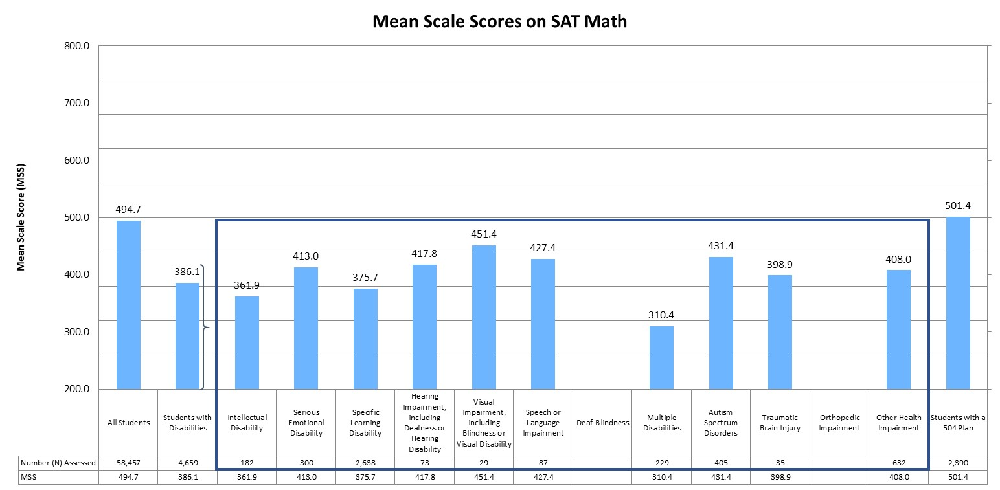 Mean Scale Scores on SAT Math
Mean Scale Score (MSS)
800.0
700.0
600.0
500.0
400.0
300.0
200.0
494.7
386.1
361.9
413.0
375.7
417.8
451.4
427.4
310.4
431.4
398.9
408.0
501.4
All Students
Students with
Disabilities
Intellectual
Disability
Serious
Emotional
Disability
Specific
Learning
Disability
Hearing
Impairment,
including
Deafness or
Hearing
Disability
Visual
Impairment,
including
Blindness or
Visual Disability
Speech or
Language
Impairment
Deaf-Blindness
Multiple
Disabilities
Autism
Spectrum
Disorders
Traumatic
Brain Injury
Orthopedic
Impairment
Other Health
Impairment
Students with a
504 Plan
Number (N) Assessed 58,457 4,659 182 300 2,638 73 29 87 229 405 35 632 2,390
MSS 494.7 386.1 361.9 413.0 375.7 417.8 451.4 427.4 310.4 431.4 398.9 408.0 501.4